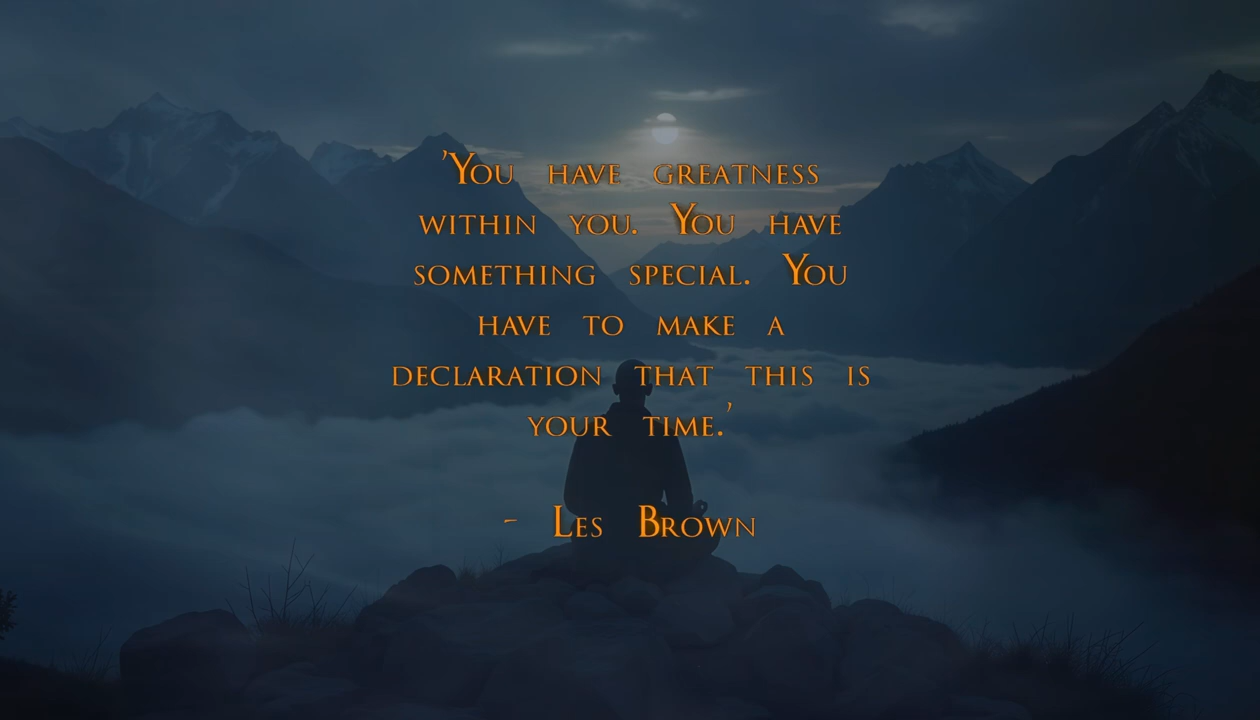 'You have greatness
within you. You have
something special. You
have to make a
declaration that this is
your time.'
- Les Brown